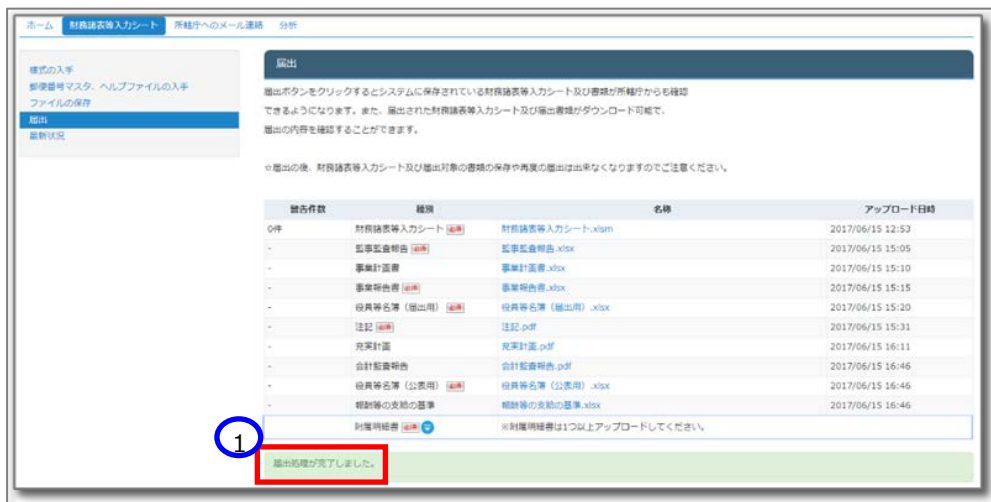 ホーム 財務諸表等入力シート 所轄庁へのメール連絡 分析
様式の入手
郵便番号マスタ、ヘルプファイルの入手
ファイルの保存
届出
最新状況
届出
届出ボタンをクリックするとシステムに保存されている財務諸表等入力シート及び書類が所轄庁からも確認
できるようになります。また、届出された財務諸表等入力シート及び届出書類がダウンロード可能で、
届出の内容を確認することができます。
☆届出の後、財務諸表等入力シート及び届出対象の書類の保存や再度の届出は出来なくなりますのでご注意ください。
警告件数 種別 名称 アップロード日時
0件 財務諸表等入力シート 必須 財務諸表等入力シート.xlsm 2017/06/15 12:53
- 監事監査報告 必須 監事監査報告.xlsx 2017/06/15 15:05
- 事業計画書 事業計画書.xlsx 2017/06/15 15:10
- 事業報告書 必須 事業報告書.xlsx 2017/06/15 15:15
- 役員等名簿（届出用） 必須 役員等名簿（届出用）.xlsx 2017/06/15 15:20
- 注記 必須 注記.pdf 2017/06/15 15:31
- 充実計画 充実計画.pdf 2017/06/15 16:11
- 会計監査報告 会計監査報告.pdf 2017/06/15 16:46
- 役員等名簿（公表用） 必須 役員等名簿（公表用）.xlsx 2017/06/15 16:46
- 報酬等の支給の基準 報酬等の支給の基準.xlsx 2017/06/15 16:46
附属明細書 必須 ※附属明細書は1つ以上アップロードしてください。
1
届出処理が完了しました。